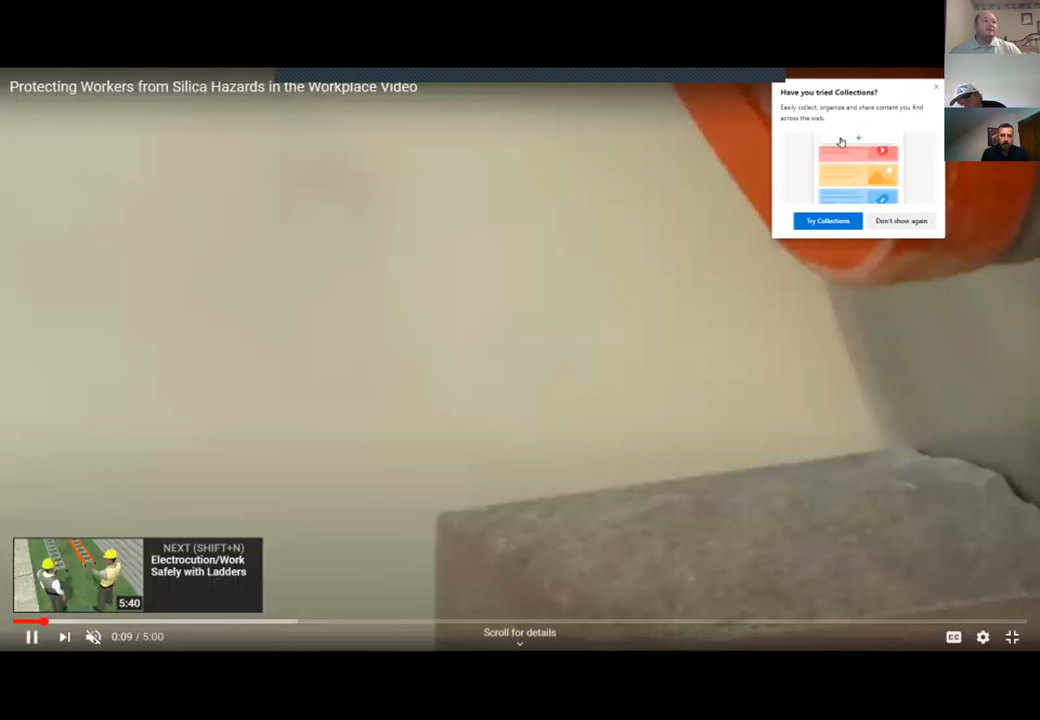 Protecting Workers from Silica Hazards in the Workplace Video
Have you tried Collections?
Easily collect, organize and share content you find
across the web.
Try Collections
Don't show again
NEXT (SHIFT+N)
Electrocution/Work
Safely with Ladders
5:40
0:09 / 5:00
Scroll for details
CC